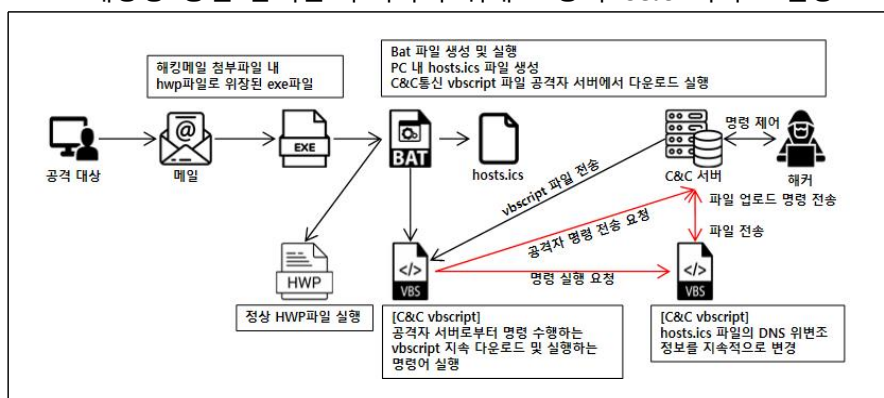 해킹메일 첨부파일 내
hwp파일로 위장된 exe파일
Bat 파일 생성 및 실행
PC 내 hosts.ics 파일 생성
C&C통신 vbscript 파일 공격자 서버에서 다운로드 실행
공격 대상
메일
EXE
BAT
hosts.ics
C&C 서버
명령 제어
해커
vbscript 파일 전송
공격자 명령 전송 요청
파일 업로드 명령 전송
파일 전송
HWP
정상 HWP파일 실행
VBS
명령 실행 요청
VBS
[C&C vbscript]
공격자 서버로부터 명령 수행하는
vbscript 지속 다운로드 및 실행하는
명령어 실행
[C&C vbscript]
hosts.ics 파일의 DNS 위변조
정보를 지속적으로 변경